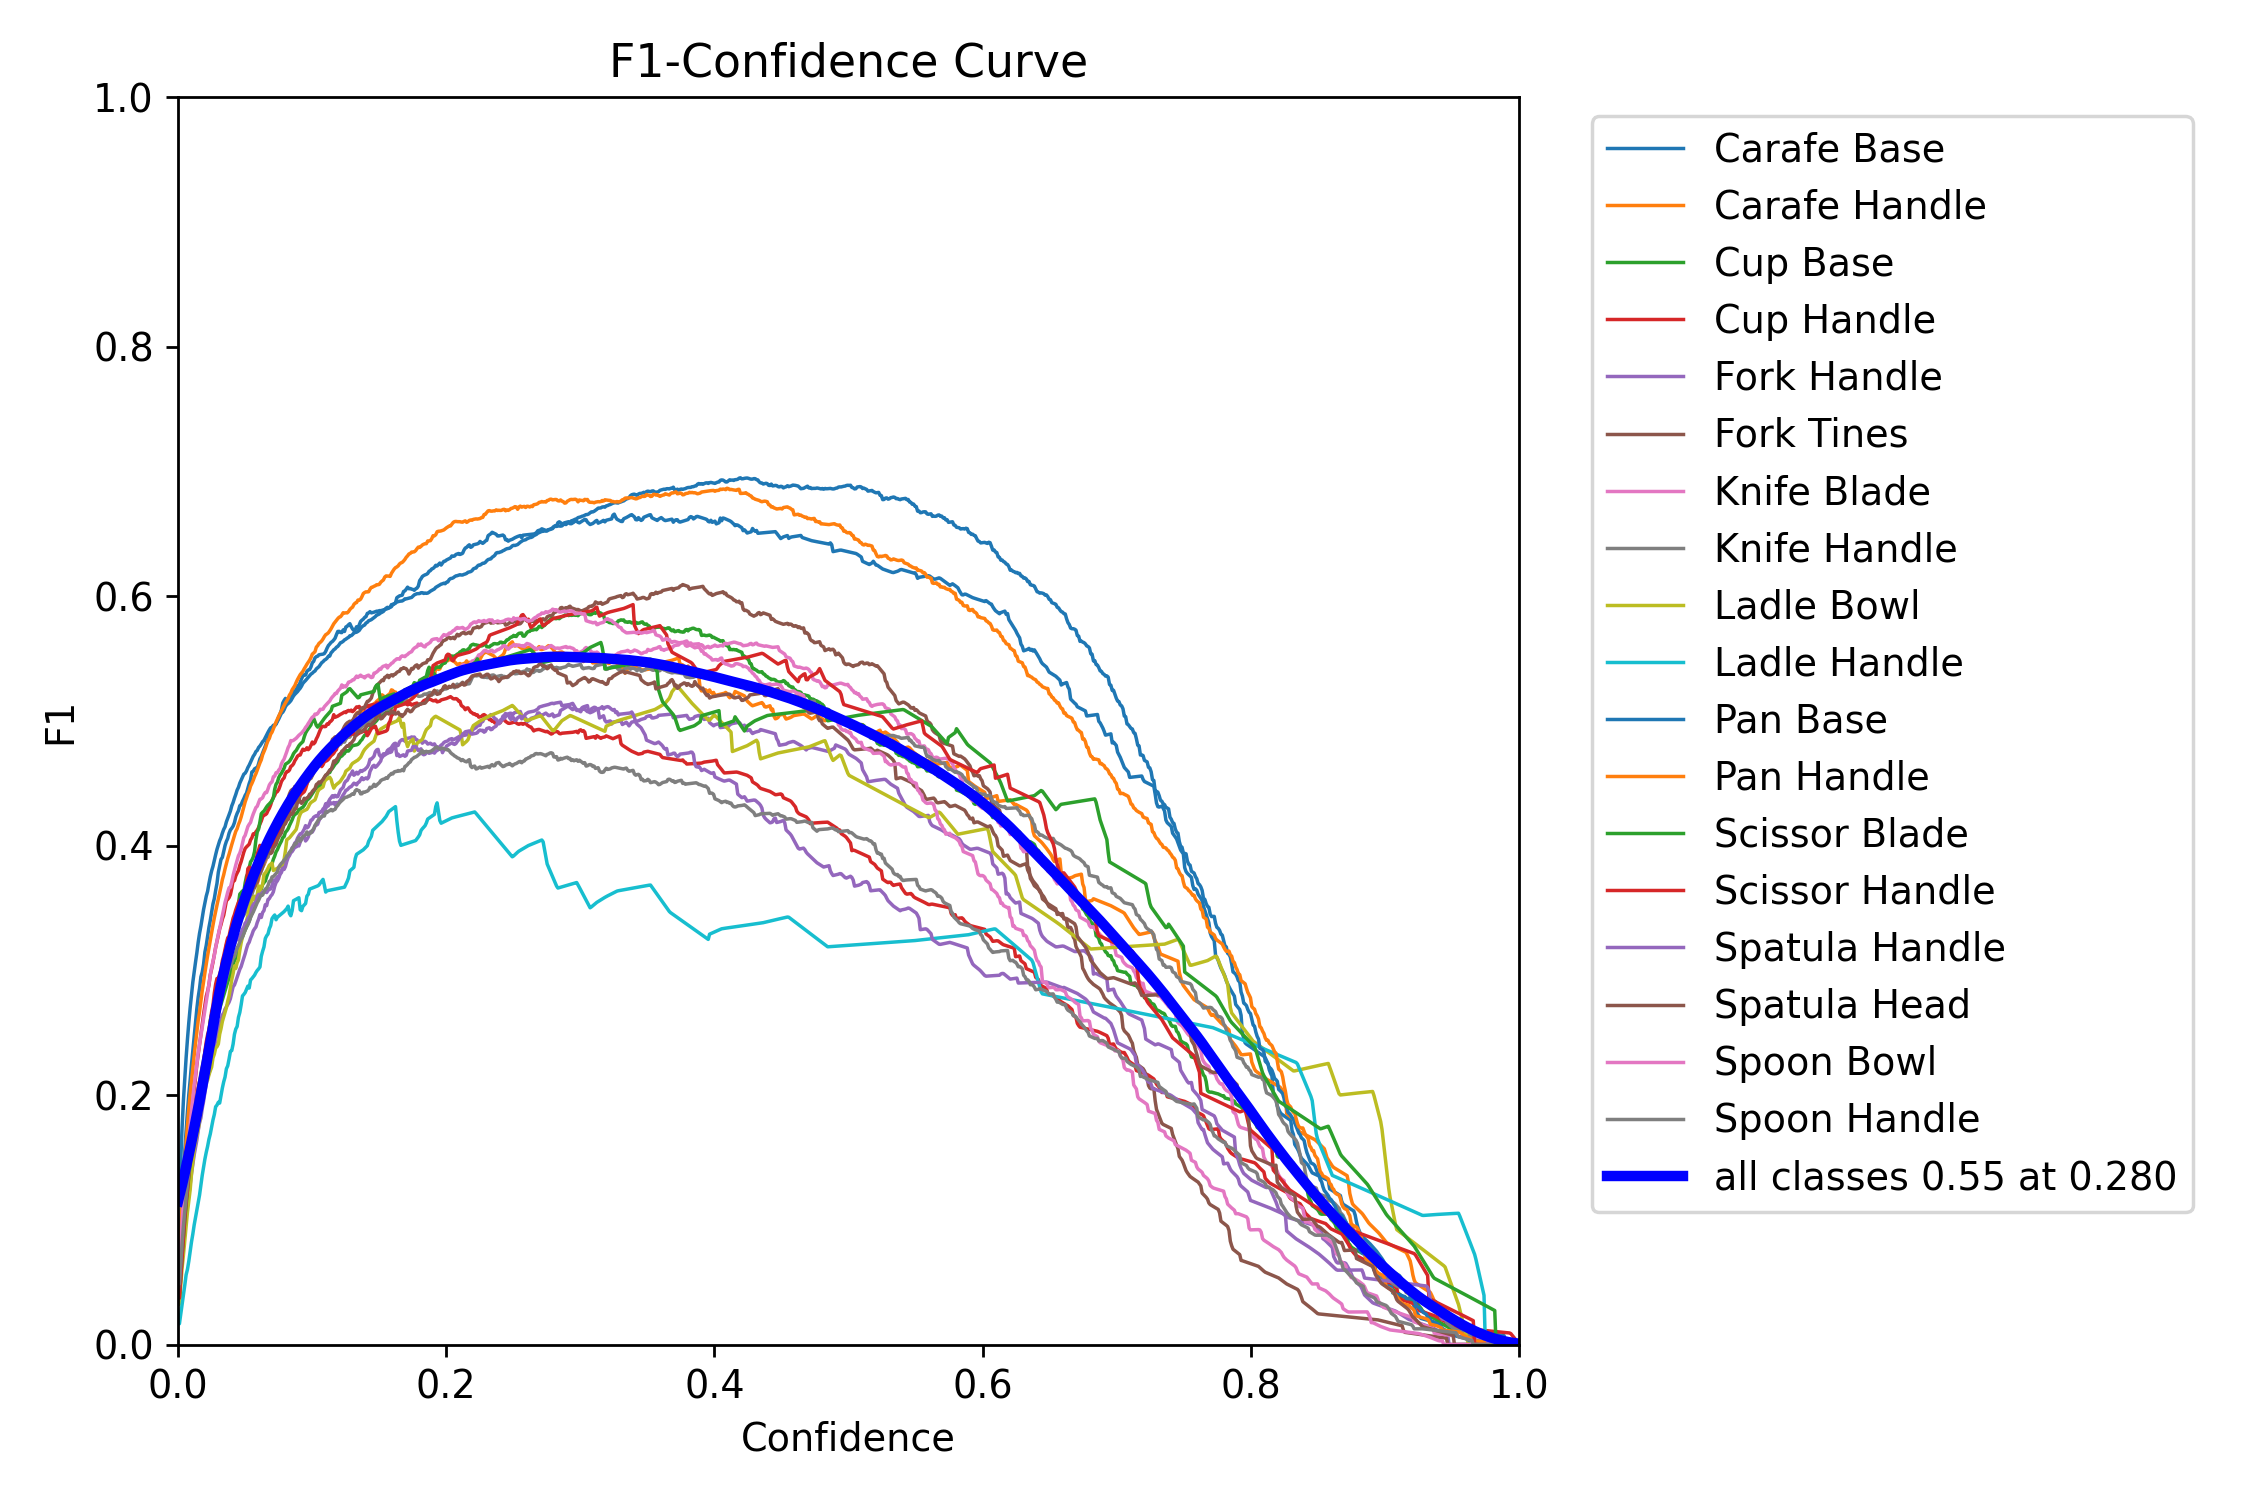 F1-Confidence Curve
1.0
0.8
0.6
0.4
0.2
0.0
F1
0.0 0.2 0.4 0.6 0.8 1.0
Confidence
Carafe Base
Carafe Handle
Cup Base
Cup Handle
Fork Handle
Fork Tines
Knife Blade
Knife Handle
Ladle Bowl
Ladle Handle
Pan Base
Pan Handle
Scissor Blade
Scissor Handle
Spatula Handle
Spatula Head
Spoon Bowl
Spoon Handle
all classes 0.55 at 0.280